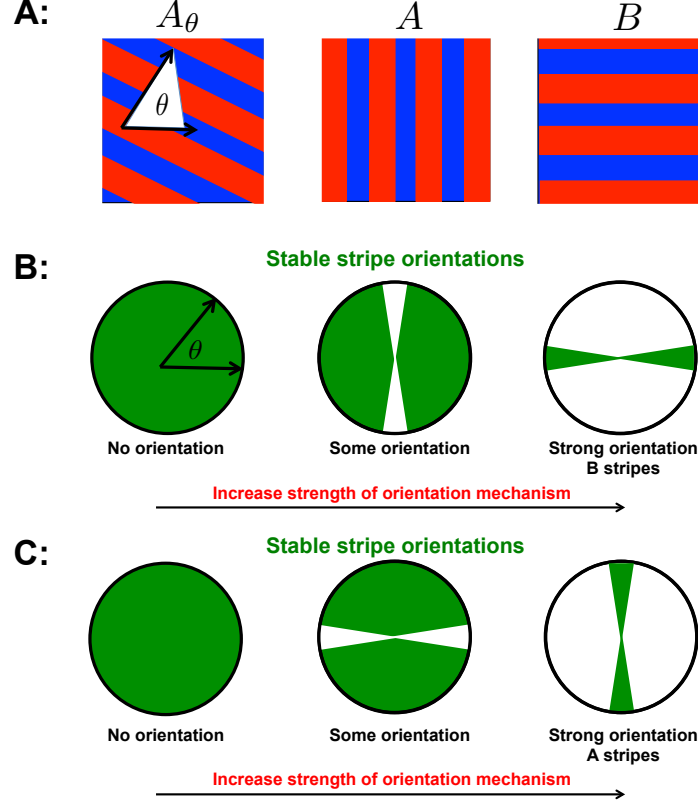 A: A_θ A B
θ
B: Stable stripe orientations
θ
No orientation Some orientation Strong orientation
B stripes
Increase strength of orientation mechanism
C: Stable stripe orientations
No orientation Some orientation Strong orientation
A stripes
Increase strength of orientation mechanism